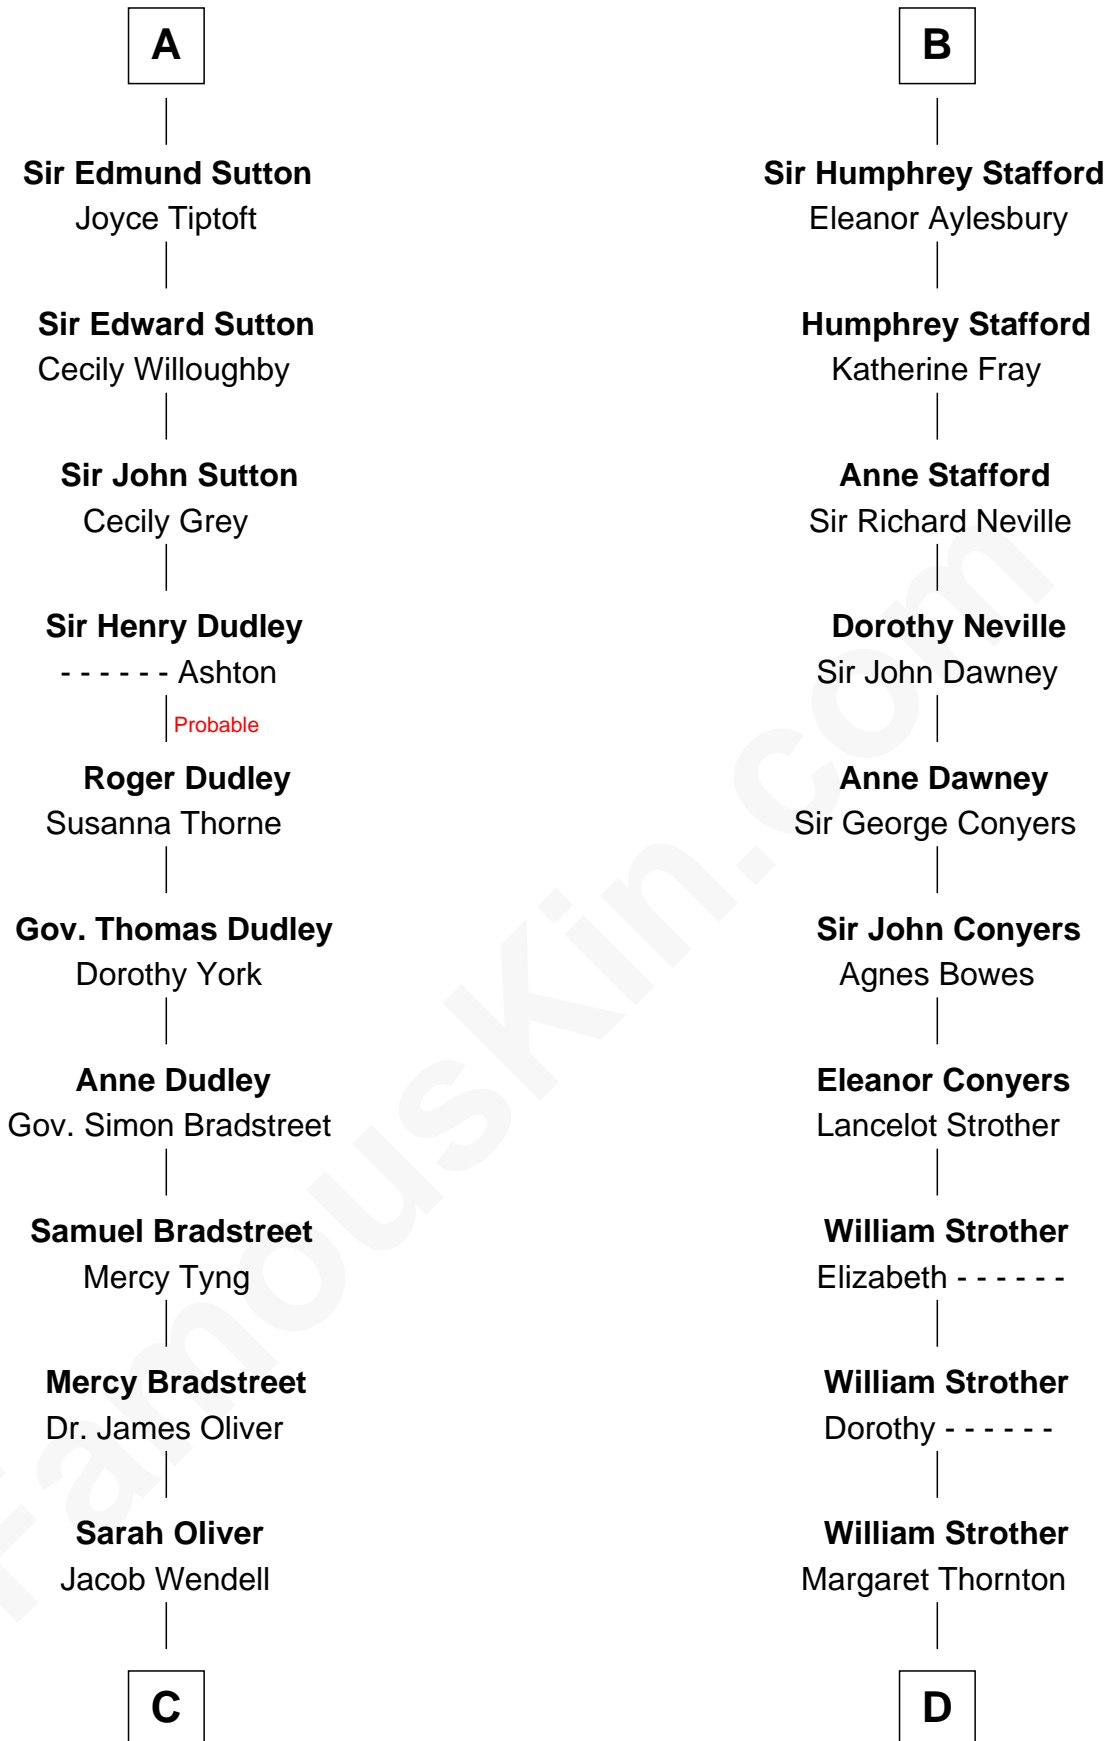 A
Sir Edmund Sutton
Joyce Tiptoft
Sir Edward Sutton
Cecily Willoughby
Sir John Sutton
Cecily Grey
Sir Henry Dudley
- - - - - - Ashton
Probable
Roger Dudley
Susanna Thorne
Gov. Thomas Dudley
Dorothy York
Anne Dudley
Gov. Simon Bradstreet
Samuel Bradstreet
Mercy Tyng
Mercy Bradstreet
Dr. James Oliver
Sarah Oliver
Jacob Wendell
C
B
Sir Humphrey Stafford
Eleanor Aylesbury
Humphrey Stafford
Katherine Fray
Anne Stafford
Sir Richard Neville
Dorothy Neville
Sir John Dawney
Anne Dawney
Sir George Conyers
Sir John Conyers
Agnes Bowes
Eleanor Conyers
Lancelot Strother
William Strother
Elizabeth - - - - - -
William Strother
Dorothy - - - - - -
William Strother
Margaret Thornton
D
FamousKin.com